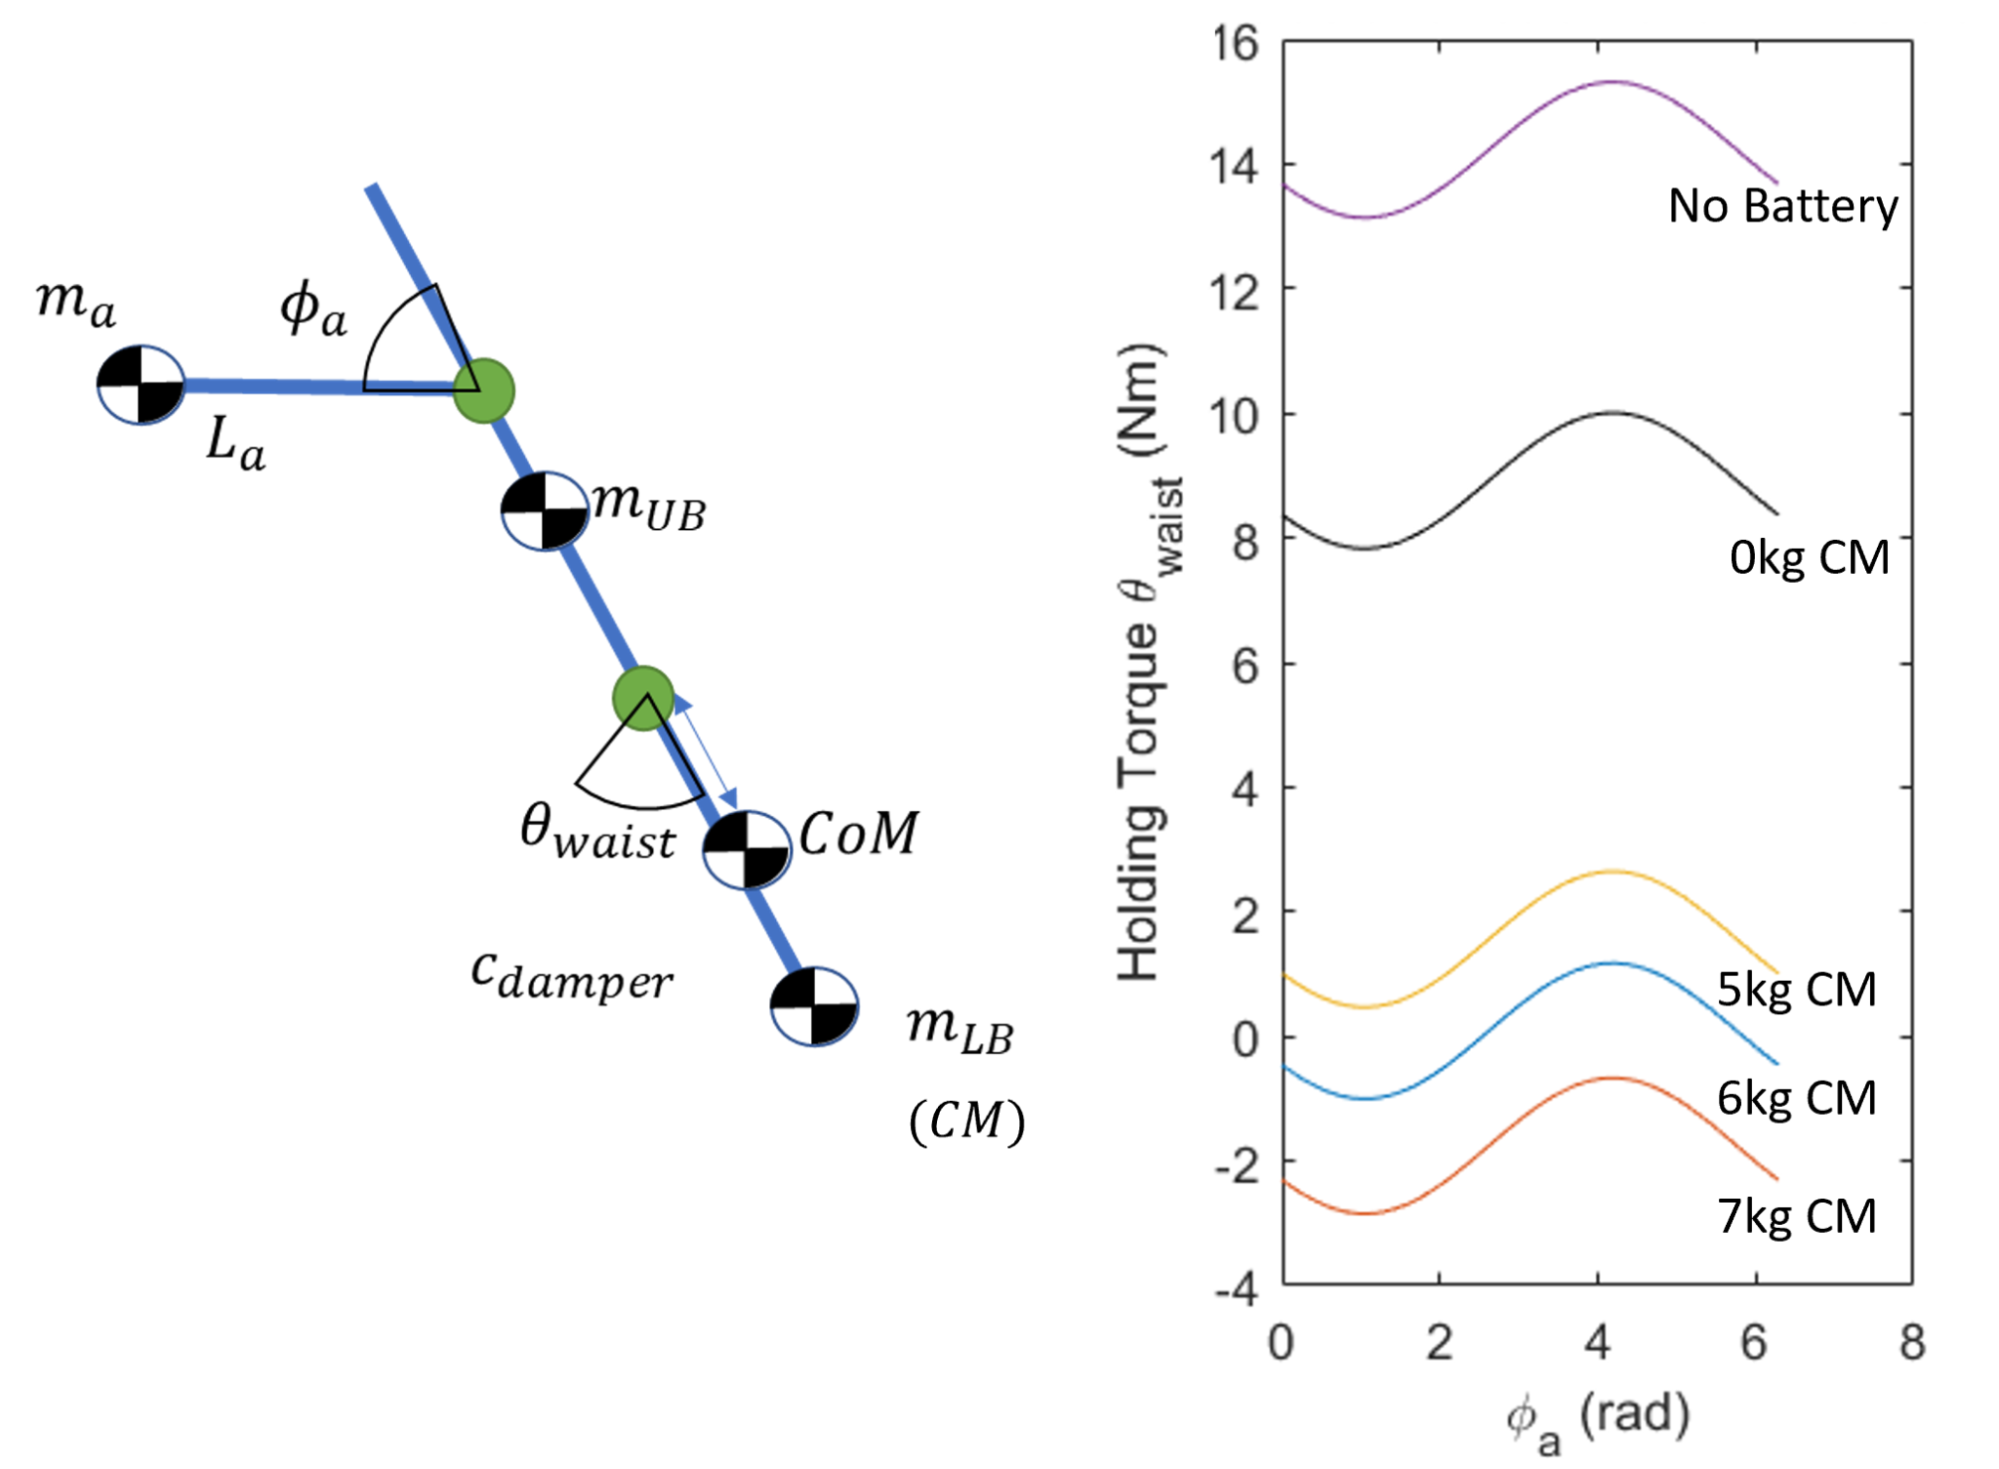 m_a
ϕ_a
L_a
m_UB
θ_waist
CoM
c_damper
m_LB
(CM)
Holding Torque θ_waist (Nm)
16
14
12
10
8
6
4
2
0
-2
-4
No Battery
0kg CM
5kg CM
6kg CM
7kg CM
0 2 4 6 8
ϕ_a (rad)